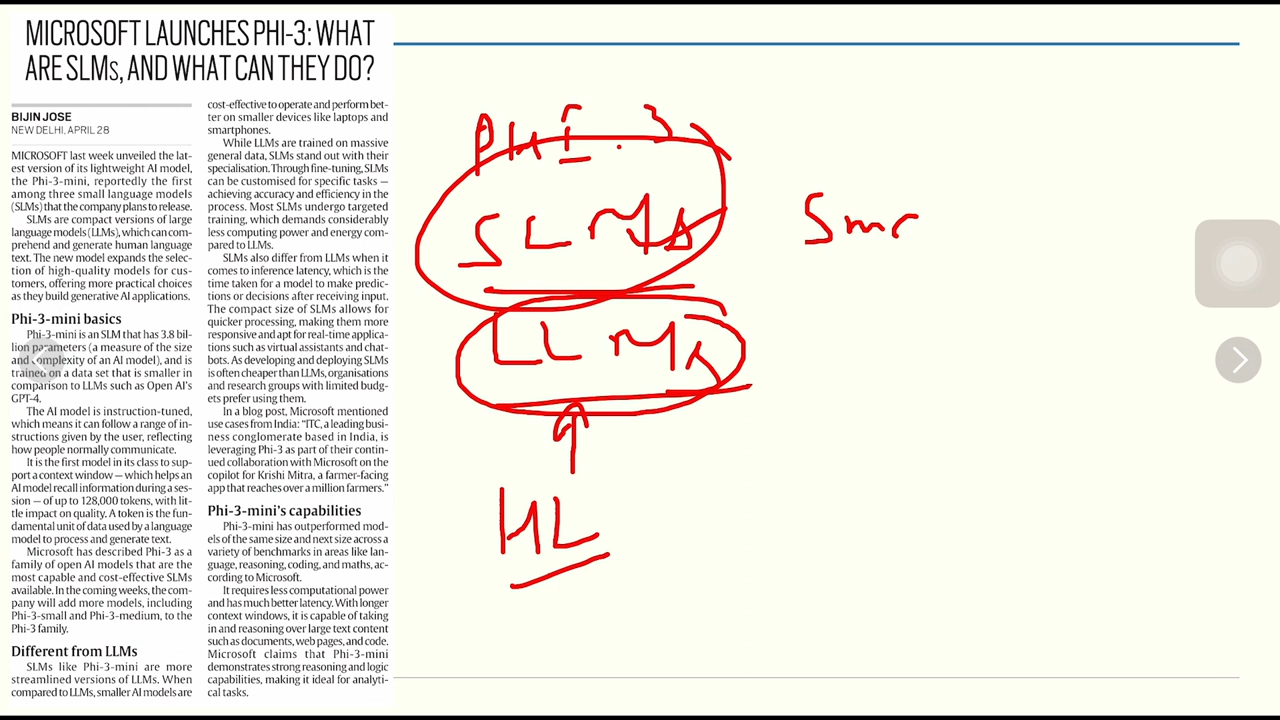 MICROSOFT LAUNCHES PHI-3: WHAT
ARE SLMs, AND WHAT CAN THEY DO?
BIJIN JOSE
NEW DELHI, APRIL 28
MICROSOFT last week unveiled the lat-
est version of its lightweight AI model,
the Phi-3-mini, reportedly the first
among three small language models
(SLMs) that the company plans to release.
SLMs are compact versions of large
language models (LLMs), which can com-
prehend and generate human language
text. The new model expands the selec-
tion of high-quality models for cus-
tomers, offering more practical choices
as they build generative AI applications.
Phi-3-mini basics
Phi-3-mini is an SLM that has 3.8 bil-
lion parameters (a measure of the size
and complexity of an AI model), and is
trained on a data set that is smaller in
comparison to LLMs such as Open AI's
GPT-4.
The AI model is instruction-tuned,
which means it can follow a range of in-
structions given by the user, reflecting
how people normally communicate.
It is the first model in its class to sup-
port a context window — which helps an
AI model recall information during a ses-
sion — of up to 128,000 tokens, with lit-
tle impact on quality. A token is the fun-
damental unit of data used by a language
model to process and generate text.
Microsoft has described Phi-3 as a
family of open AI models that are the
most capable and cost-effective SLMs
available. In the coming weeks, the com-
pany will add more models, including
Phi-3-small and Phi-3-medium, to the
Phi-3 family.
Different from LLMs
SLMs like Phi-3-mini are more
streamlined versions of LLMs. When
compared to LLMs, smaller AI models are
cost-effective to operate and perform bet-
ter on smaller devices like laptops and
smartphones.
While LLMs are trained on massive
general data, SLMs stand out with their
specialisation. Through fine-tuning, SLMs
can be customised for specific tasks —
achieving accuracy and efficiency in the
process. Most SLMs undergo targeted
training, which demands considerably
less computing power and energy com-
pared to LLMs.
SLMs also differ from LLMs when it
comes to inference latency, which is the
time taken for a model to make predic-
tions or decisions after receiving input.
The compact size of SLMs allows for
quicker processing, making them more
responsive and apt for real-time applica-
tions such as virtual assistants and chat-
bots. As developing and deploying SLMs
is often cheaper than LLMs, organisations
and research groups with limited budg-
ets prefer using them.
In a blog post, Microsoft mentioned
use cases from India: "ITC, a leading busi-
ness conglomerate based in India, is
leveraging Phi-3 as part of their contin-
ued collaboration with Microsoft on the
copilot for Krishi Mitra, a farmer-facing
app that reaches over a million farmers."
Phi-3-mini's capabilities
Phi-3-mini has outperformed mod-
els of the same size and next size across a
variety of benchmarks in areas like lan-
guage, reasoning, coding, and maths, ac-
cording to Microsoft.
It requires less computational power
and has much better latency. With longer
context windows, it is capable of taking
in and reasoning over large text content
such as documents, web pages, and code.
Microsoft claims that Phi-3-mini
demonstrates strong reasoning and logic
capabilities, making it ideal for analyti-
cal tasks.
PHI-3
SLMs
LLMs
HL